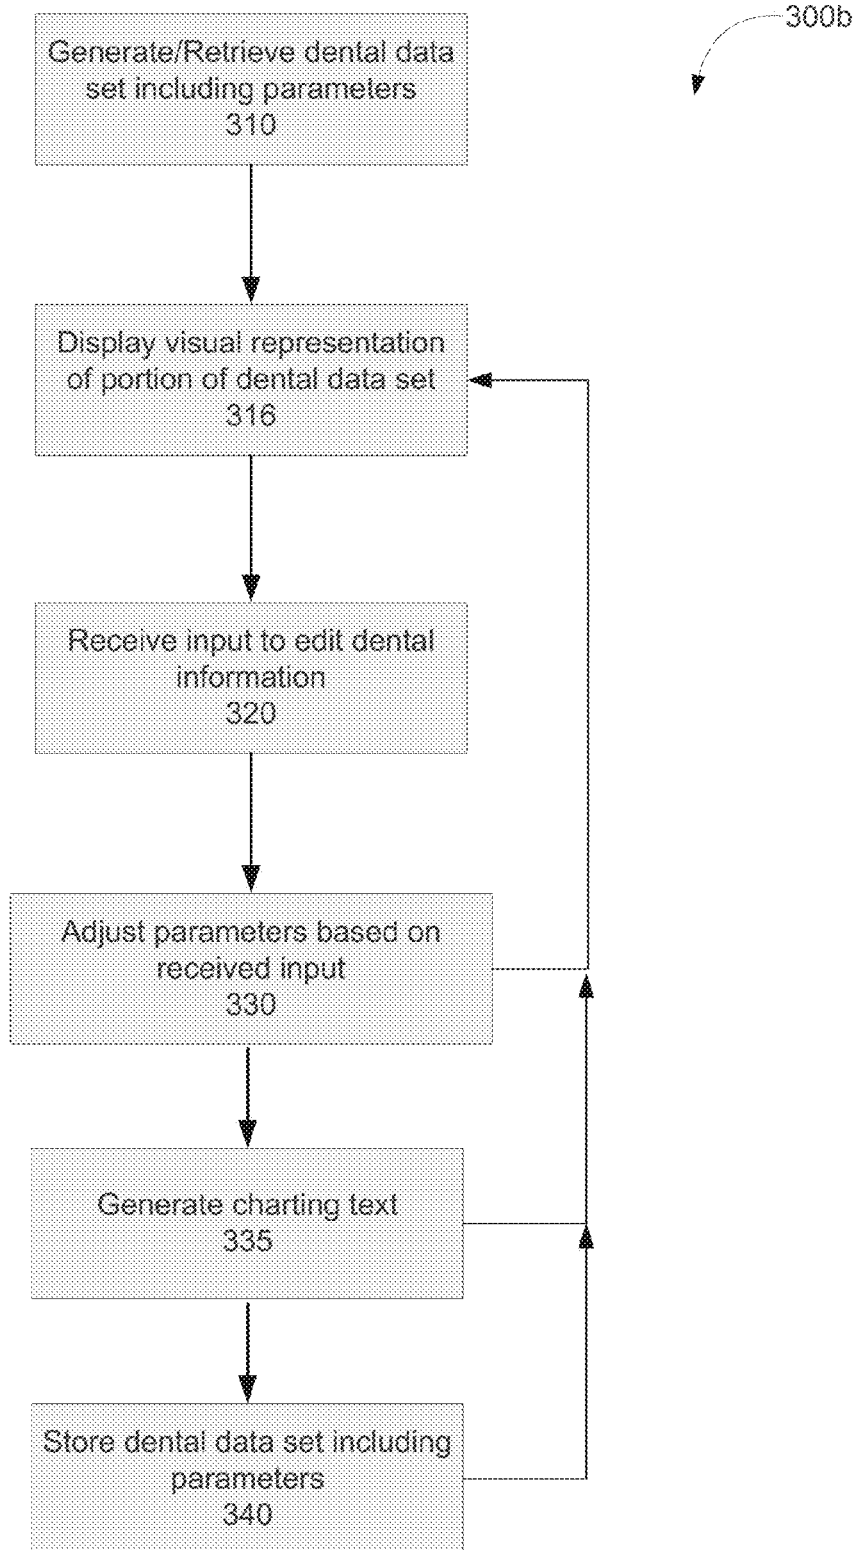 300b
Generate/Retrieve dental data
set including parameters
310
Display visual representation
of portion of dental data set
316
Receive input to edit dental
information
320
Adjust parameters based on
received input
330
Generate charting text
335
Store dental data set including
parameters
340